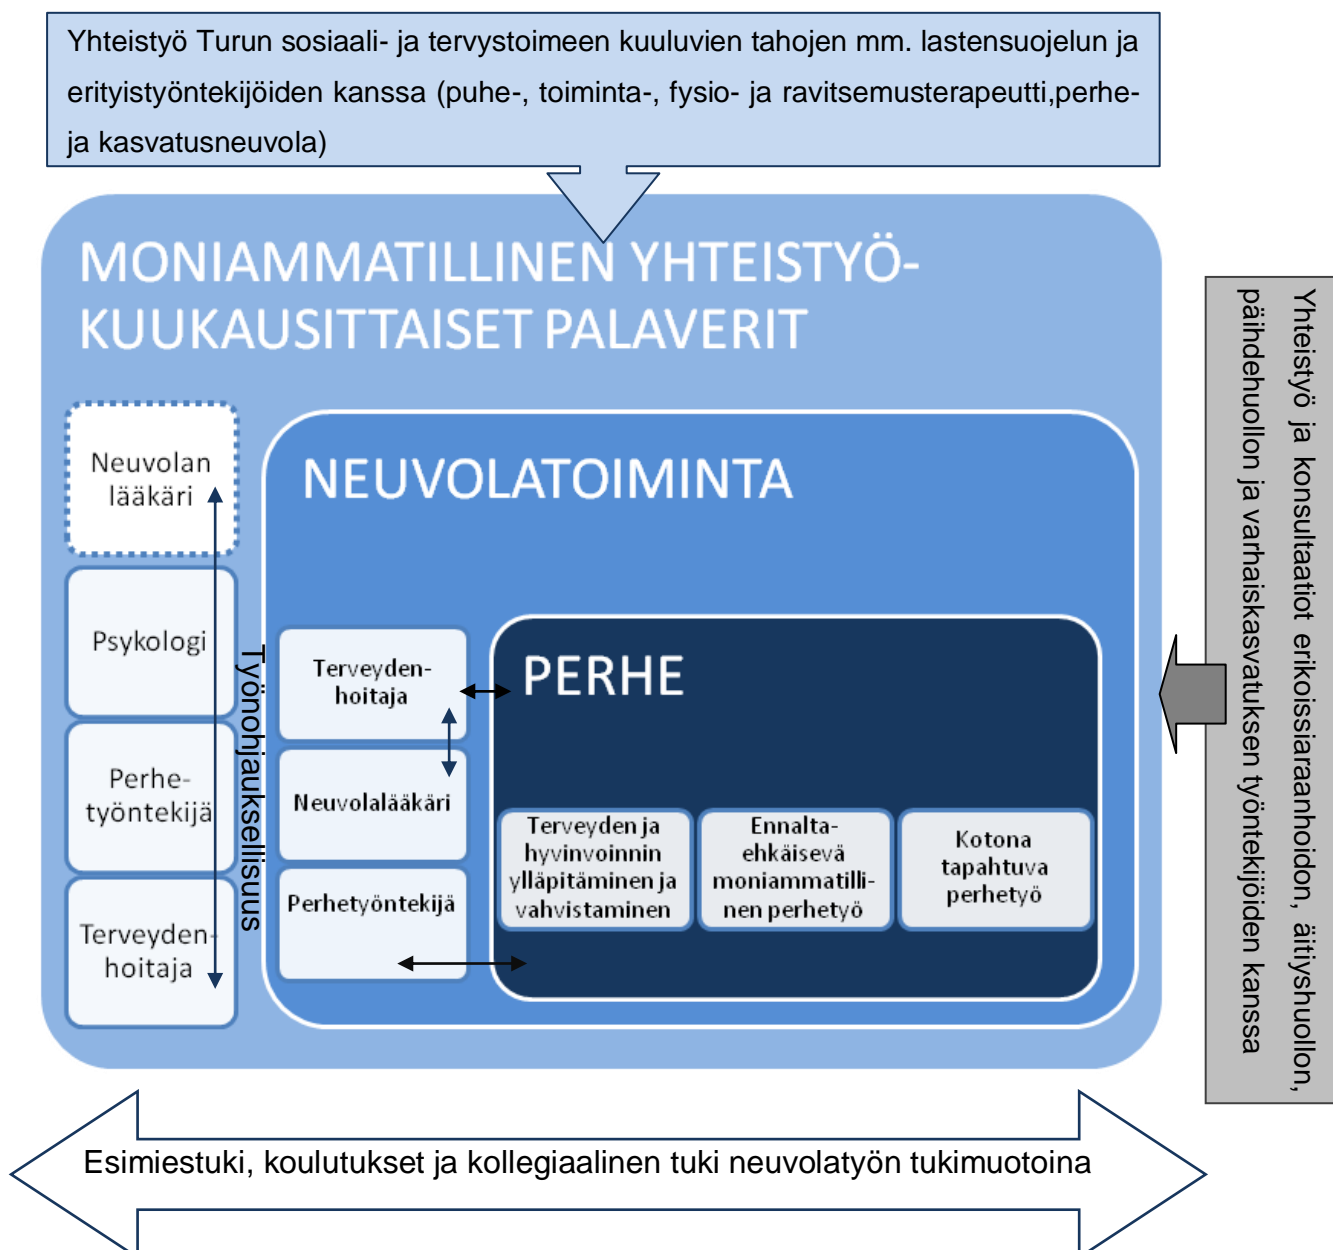 Yhteistyö Turun sosiaali- ja tervystoimeen kuuluvien tahojen mm. lastensuojelun ja
erityistyöntekijöiden kanssa (puhe-, toiminta-, fysio- ja ravitsemusterapeutti,perhe-
ja kasvatusneuvola)
MONIAMMATILLINEN YHTEISTYÖ-
KUUKAUSITTAISET PALAVERIT
Neuvolan
lääkäri
Psykologi
Perhe-
työntekijä
Terveyden-
hoitaja
Työnohjauksellisuus
NEUVOLATOIMINTA
Terveyden-
hoitaja
Neuvolalääkäri
Perhetyöntekijä
PERHE
Terveyden ja
hyvinvoinnin
ylläpitäminen ja
vahvistaminen
Ennalta-
ehkäisevä
moniammatilli-
nen perhetyö
Kotona
tapahtuva
perhetyö
Yhteistyö ja konsultaatiot erikoissiaraanhoidon, äitiyshuollon,
päihdehuollon ja varhaiskasvatuksen työntekijöiden kanssa
Esimiestuki, koulutukset ja kollegiaalinen tuki neuvolatyön tukimuotoina